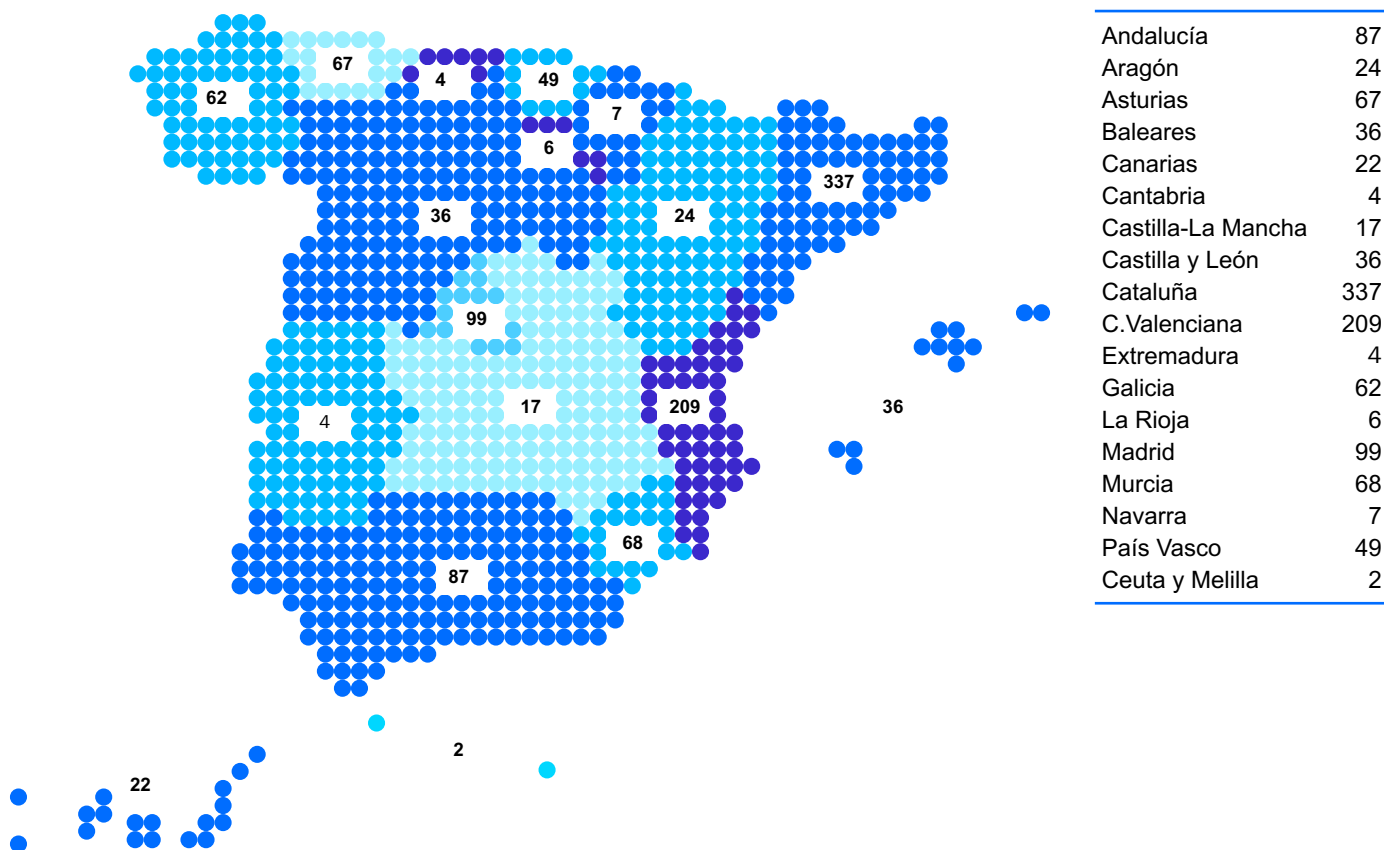 67
4
49
62
7
6
337
36
24
99
17
209
36
4
68
87
2
22
Andalucía 87
Aragón 24
Asturias 67
Baleares 36
Canarias 22
Cantabria 4
Castilla-La Mancha 17
Castilla y León 36
Cataluña 337
C.Valenciana 209
Extremadura 4
Galicia 62
La Rioja 6
Madrid 99
Murcia 68
Navarra 7
País Vasco 49
Ceuta y Melilla 2